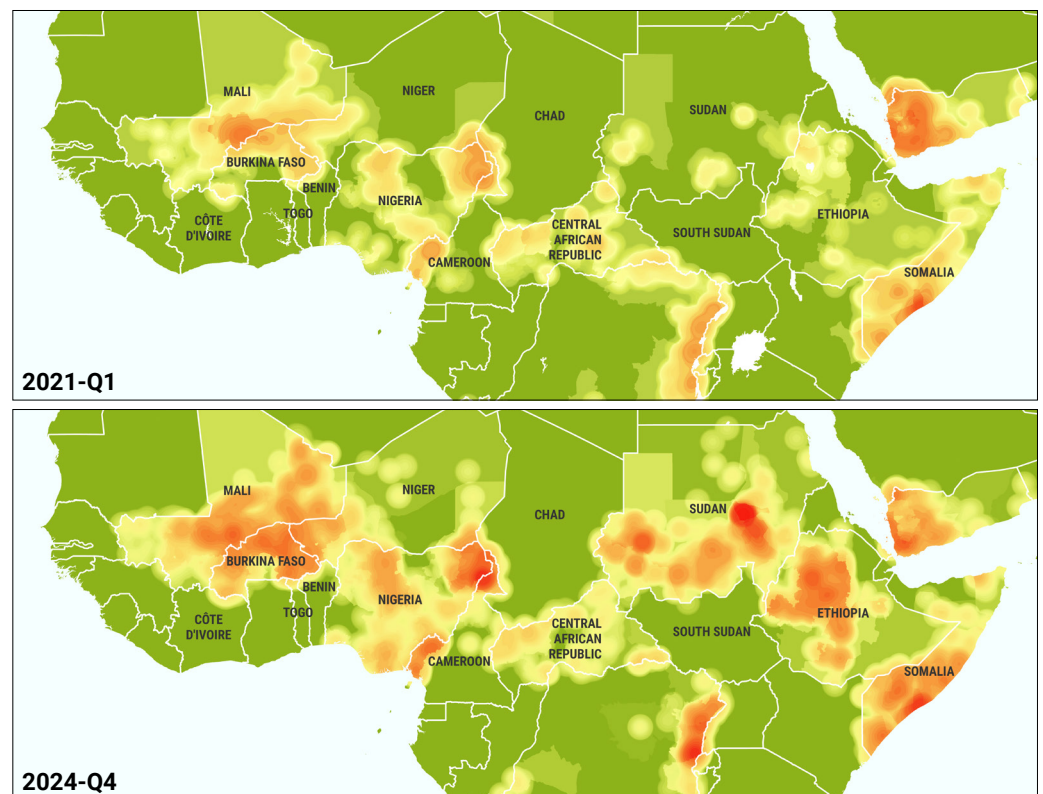 MALI
NIGER
CHAD
SUDAN
BURKINA FASO
BENIN
NIGERIA
TOGO
CÔTE
D'IVOIRE
CENTRAL
AFRICAN
REPUBLIC
SOUTH SUDAN
ETHIOPIA
CAMEROON
SOMALIA
2021-Q1
MALI
NIGER
CHAD
SUDAN
BURKINA FASO
BENIN
NIGERIA
TOGO
CÔTE
D'IVOIRE
CENTRAL
AFRICAN
REPUBLIC
SOUTH SUDAN
ETHIOPIA
CAMEROON
SOMALIA
2024-Q4